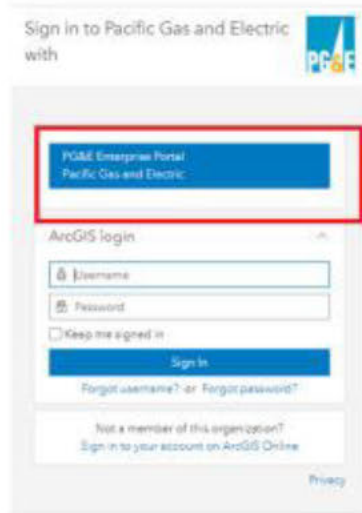 Sign in to Pacific Gas and Electric
with
PG&E
PG&E Enterprise Portal
Pacific Gas and Electric
ArcGIS login
Username
Password
Keep me signed in
Sign In
Forgot username? or Forgot password?
Not a member of this organization?
Sign in to your account on ArcGIS Online
Privacy